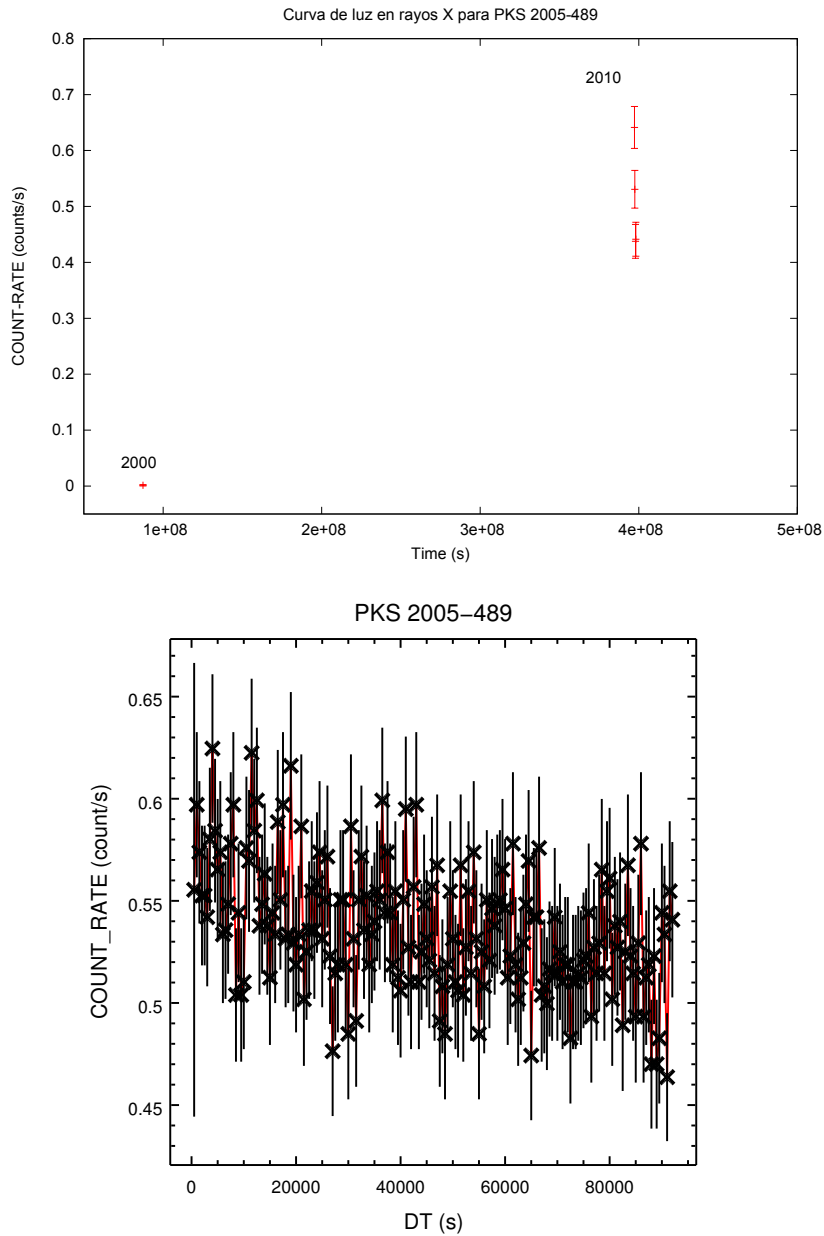 Curva de luz en rayos X para PKS 2005-489
0.8
0.7
0.6
0.5
0.4
0.3
0.2
0.1
0
COUNT-RATE (counts/s)
2010
2000
1e+08 2e+08 3e+08 4e+08 5e+08
Time (s)
PKS 2005−489
0.65
0.6
0.55
0.5
0.45
COUNT_RATE (count/s)
0 20000 40000 60000 80000
DT (s)